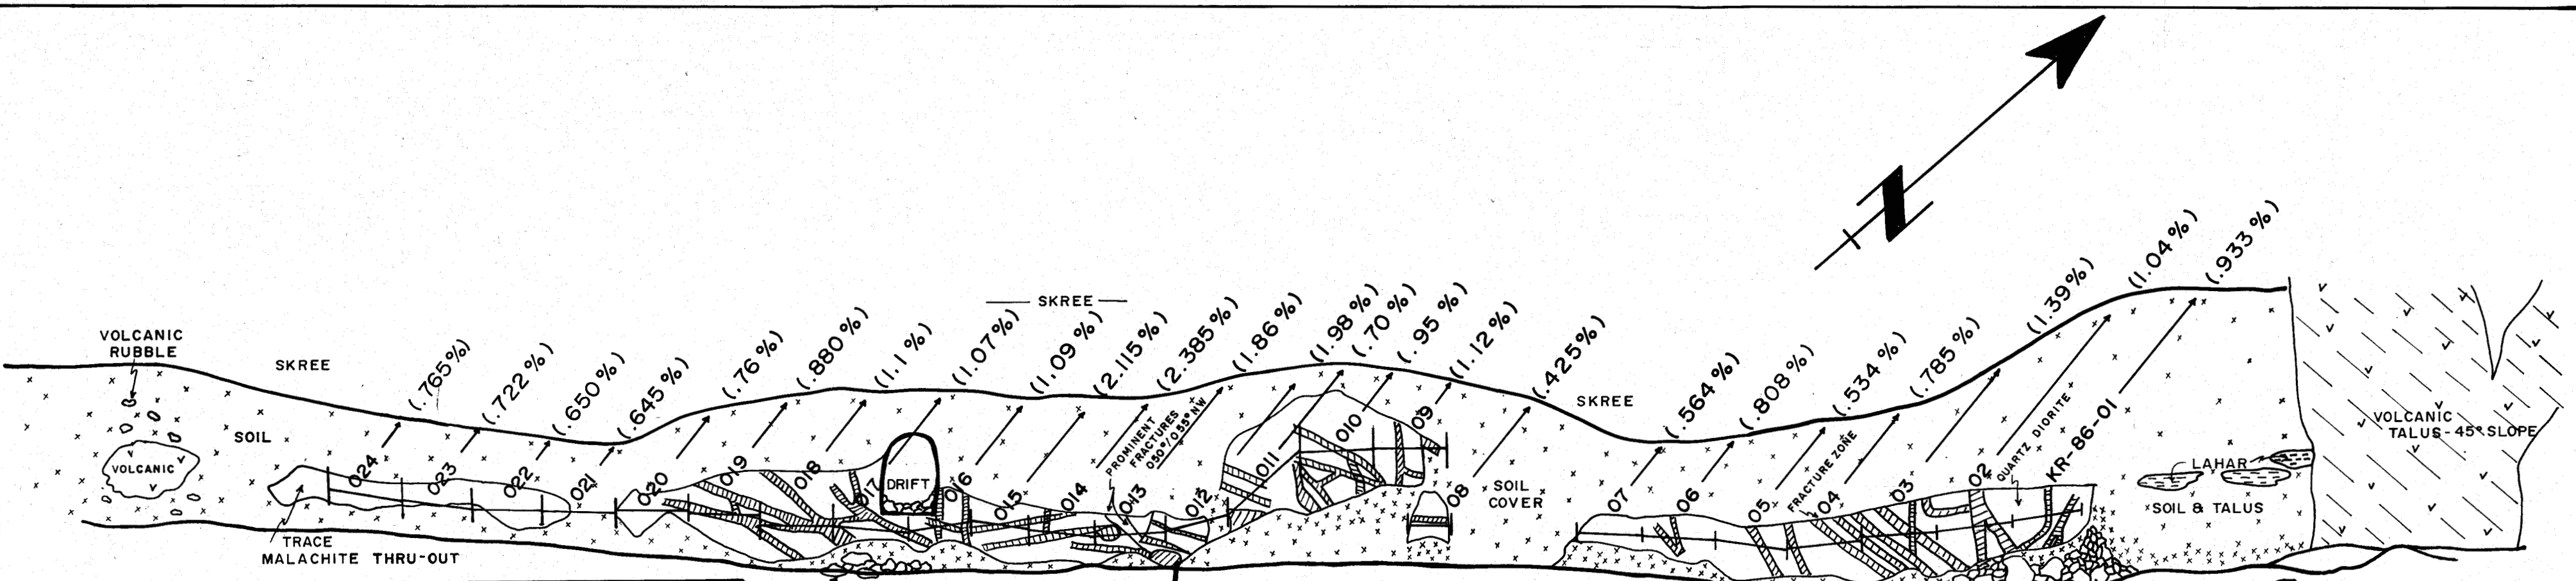 N
— SKREE —
VOLCANIC
RUBBLE
SKREE
SKREE
(.765%)
(.722%)
(.650%)
(.645%)
(.76%)
(.880%)
(1.1%)
(1.07%)
(1.09%)
(2.115%)
(2.385%)
(1.86%)
(1.98%)
(.70%)
(.95%)
(1.12%)
(.425%)
(.564%)
(.808%)
(.534%)
(.785%)
(1.39%)
(1.04%)
(.933%)
VOLCANIC
SOIL
024
023
022
021
020
019
018
017
DRIFT
016
015
014
PROMINENT
FRACTURES
050°/055°NW
013
012
011
010
09
08
SOIL
COVER
07
06
05
FRACTURE ZONE
04
03
02
QUARTZ DIORITE
KR-86-01
LAHAR
SOIL & TALUS
VOLCANIC
TALUS-45° SLOPE
TRACE
MALACHITE THRU-OUT